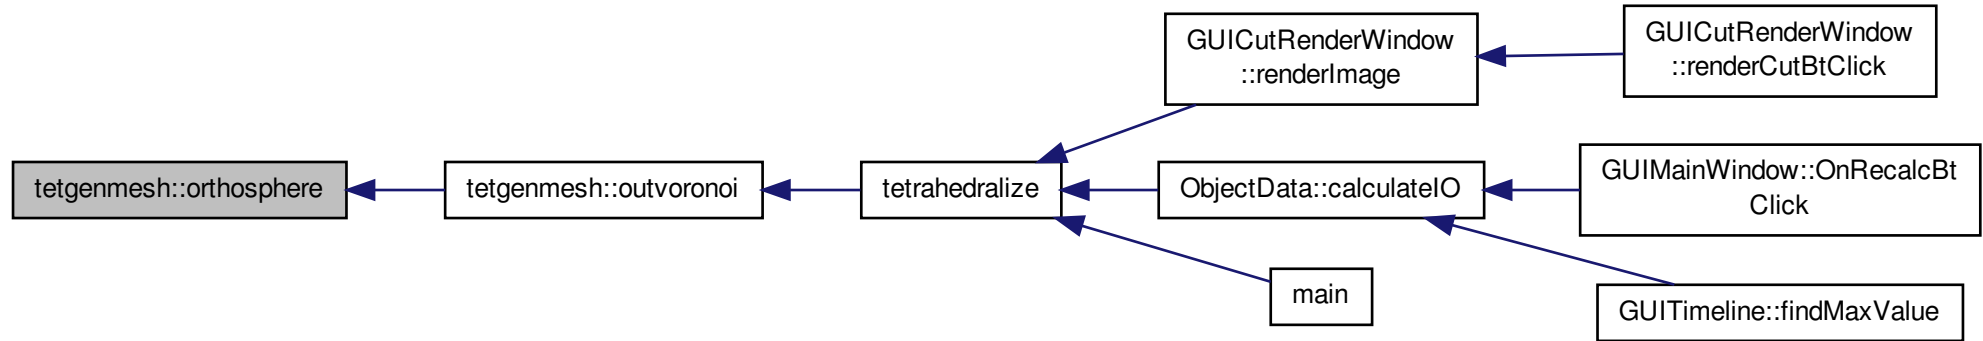 GUICutRenderWindow
::renderImage
GUICutRenderWindow
::renderCutBtClick
tetgenmesh::orthosphere
tetgenmesh::outvoronoi
tetrahedralize
ObjectData::calculateIO
GUIMainWindow::OnRecalcBt
Click
main
GUITimeline::findMaxValue